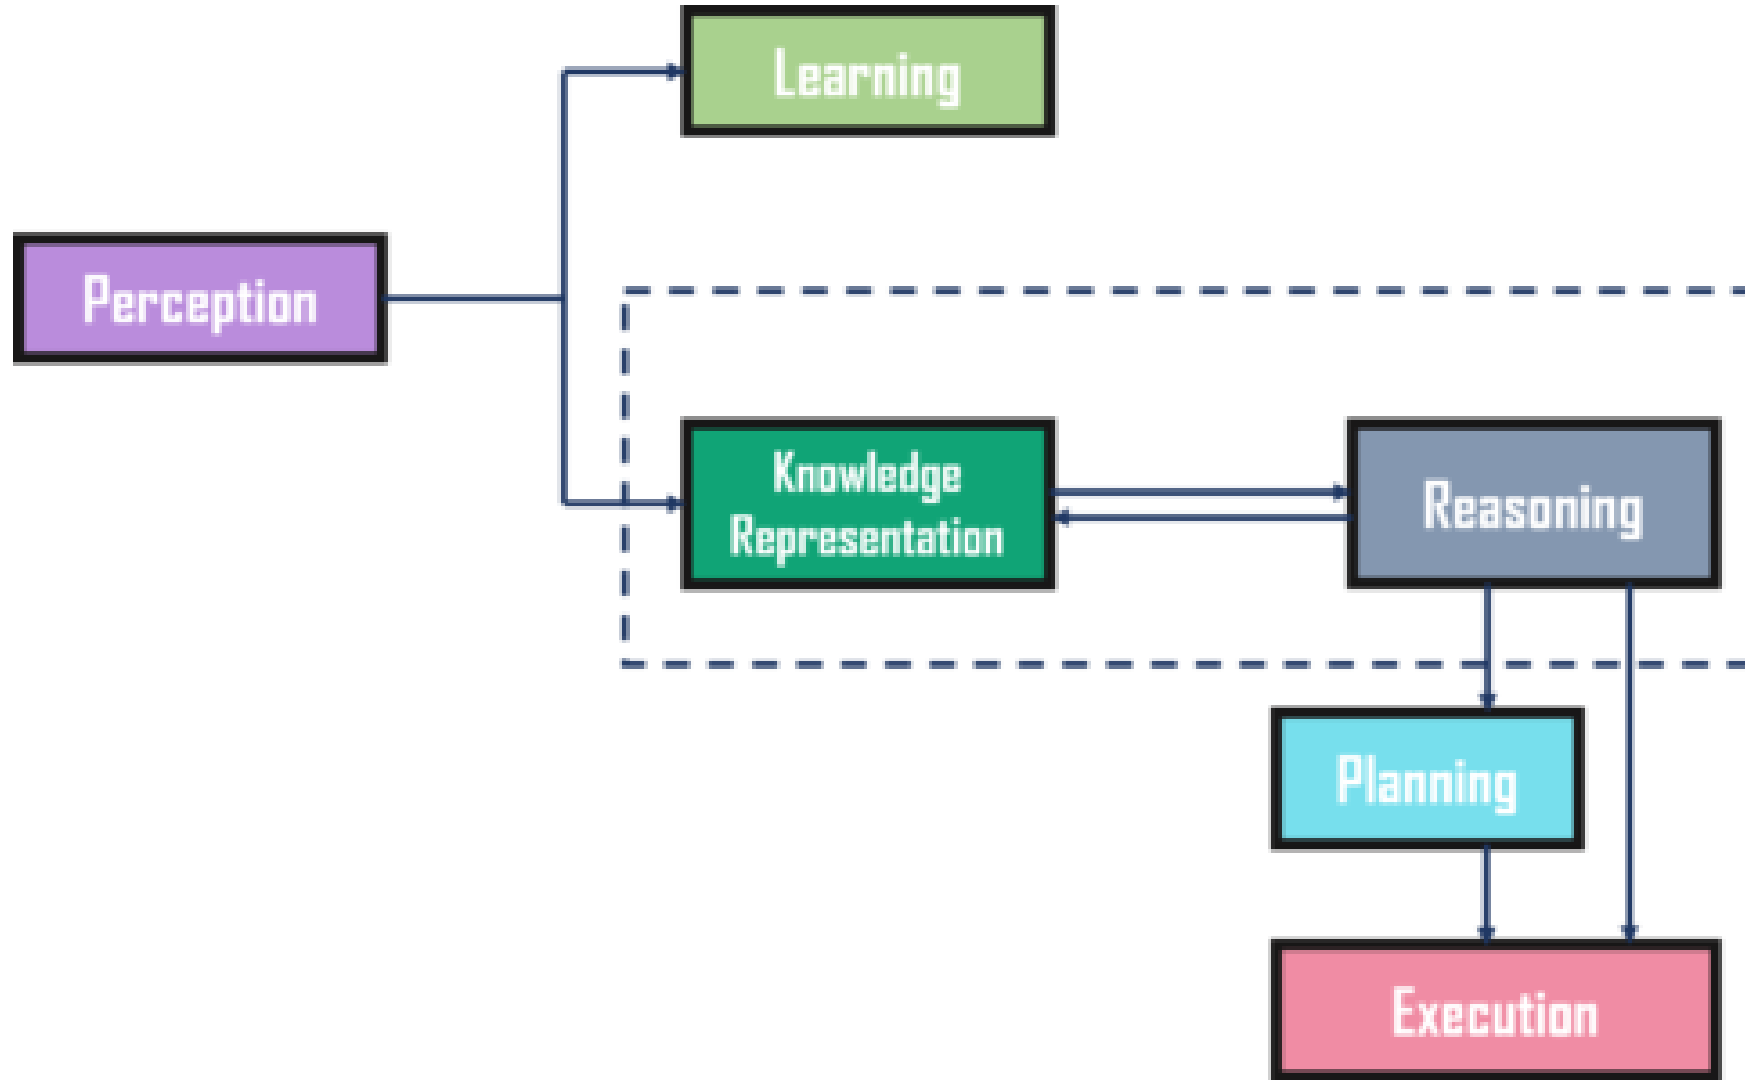 Learning
Perception
Knowledge
Representation
Reasoning
Planning
Execution